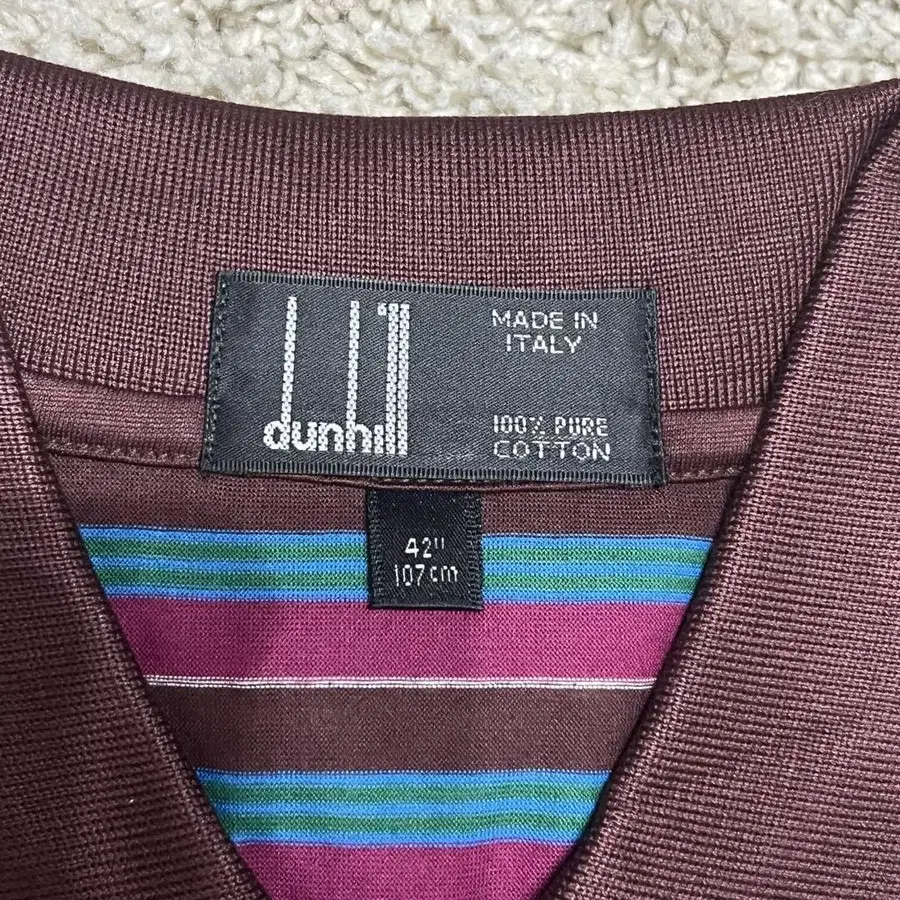 dunhill
MADE IN
ITALY
100% PURE
COTTON
42"
107cm